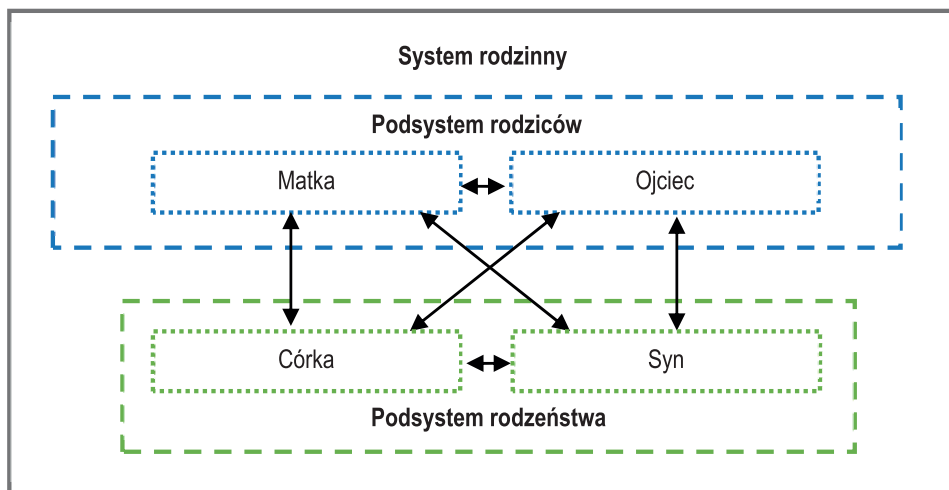 System rodzinny
Podsystem rodziców
Matka
Ojciec
Córka
Syn
Podsystem rodzeństwa